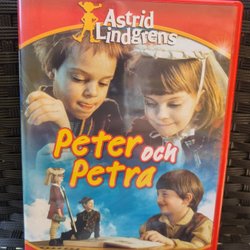 Astrid
Lindgrens
Peter och
Petra